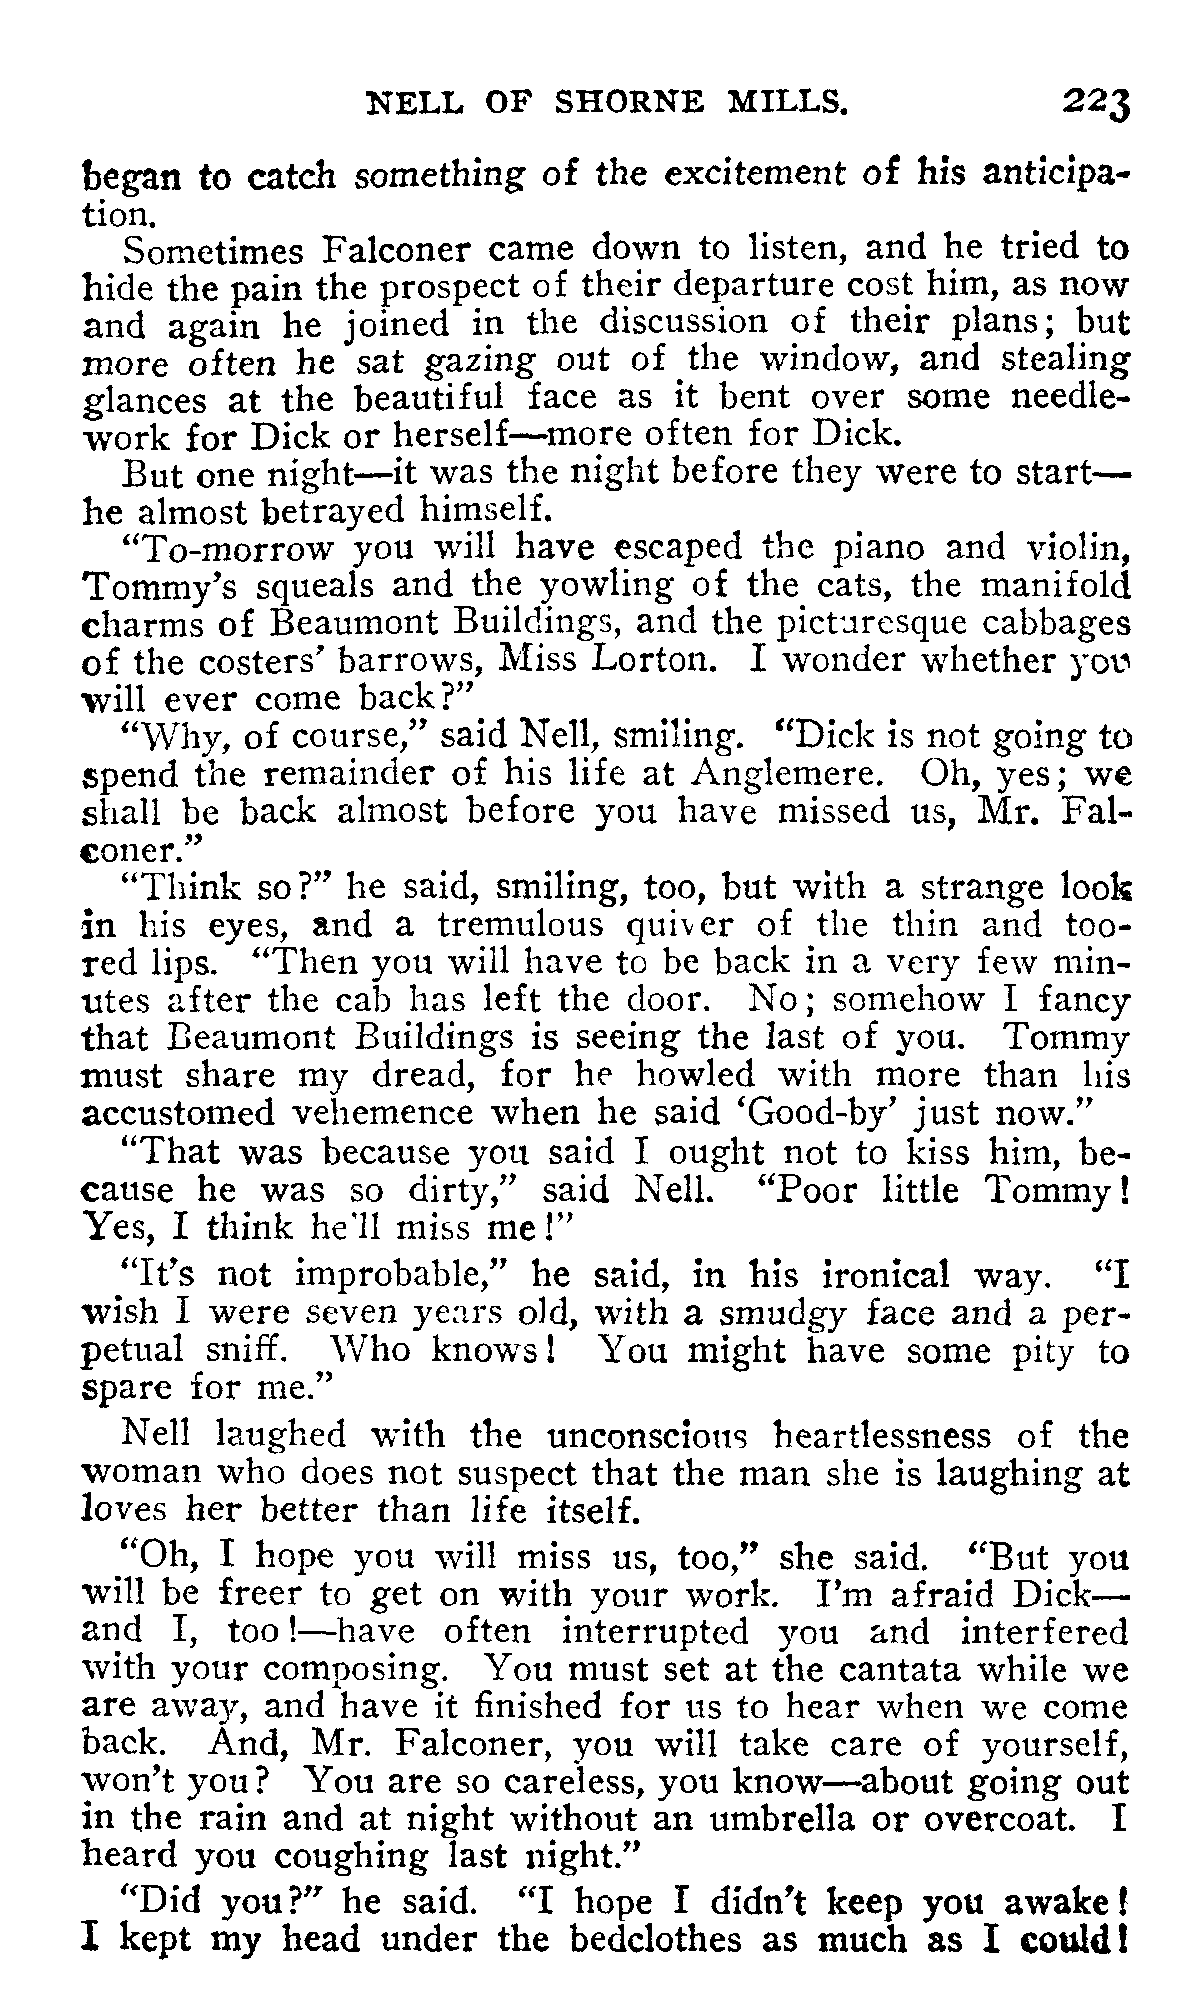 NELL OF SHORNE MILLS. 223
began to catch something of the excitement of his anticipa-
tion.
Sometimes Falconer came down to listen, and he tried to
hide the pain the prospect of their departure cost him, as now
and again he joined in the discussion of their plans; but
more often he sat gazing out of the window, and stealing
glances at the beautiful face as it bent over some needle-
work for Dick or herself—more often for Dick.
But one night—it was the night before they were to start—
he almost betrayed himself.
“To-morrow you will have escaped the piano and violin,
Tommy’s squeals and the yowling of the cats, the manifold
charms of Beaumont Buildings, and the picturesque cabbages
of the costers’ barrows, Miss Lorton. I wonder whether you
will ever come back?”
“Why, of course,” said Nell, smiling. “Dick is not going to
spend the remainder of his life at Anglemere. Oh, yes; we
shall be back almost before you have missed us, Mr. Fal-
coner.”
“Think so?” he said, smiling, too, but with a strange look
in his eyes, and a tremulous quiver of the thin and too-
red lips. “Then you will have to be back in a very few min-
utes after the cab has left the door. No; somehow I fancy
that Beaumont Buildings is seeing the last of you. Tommy
must share my dread, for he howled with more than his
accustomed vehemence when he said ‘Good-by’ just now.”
“That was because you said I ought not to kiss him, be-
cause he was so dirty,” said Nell. “Poor little Tommy!
Yes, I think he'll miss me!”
“It’s not improbable,” he said, in his ironical way. “I
wish I were seven years old, with a smudgy face and a per-
petual sniff. Who knows! You might have some pity to
spare for me.”
Nell laughed with the unconscious heartlessness of the
woman who does not suspect that the man she is laughing at
loves her better than life itself.
“Oh, I hope you will miss us, too,” she said. “But you
will be freer to get on with your work. I’m afraid Dick—
and I, too!—have often interrupted you and interfered
with your composing. You must set at the cantata while we
are away, and have it finished for us to hear when we come
back. And, Mr. Falconer, you will take care of yourself,
won’t you? You are so careless, you know—about going out
in the rain and at night without an umbrella or overcoat. I
heard you coughing last night.”
“Did you?” he said. “I hope I didn’t keep you awake!
I kept my head under the bedclothes as much as I could!